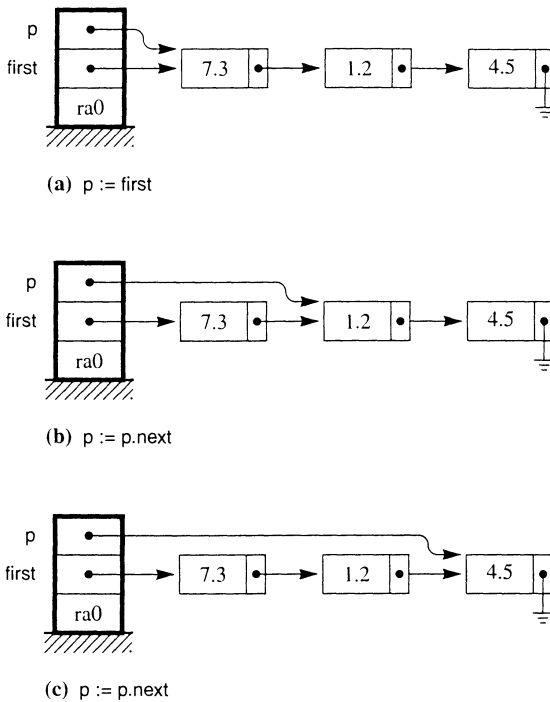 p
first 7.3 1.2 4.5
ra0
(a) p := first
p
first 7.3 1.2 4.5
ra0
(b) p := p.next
p
first 7.3 1.2 4.5
ra0
(c) p := p.next